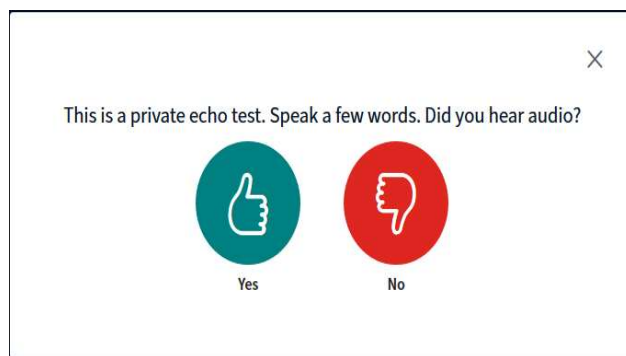 This is a private echo test. Speak a few words. Did you hear audio?
Yes
No